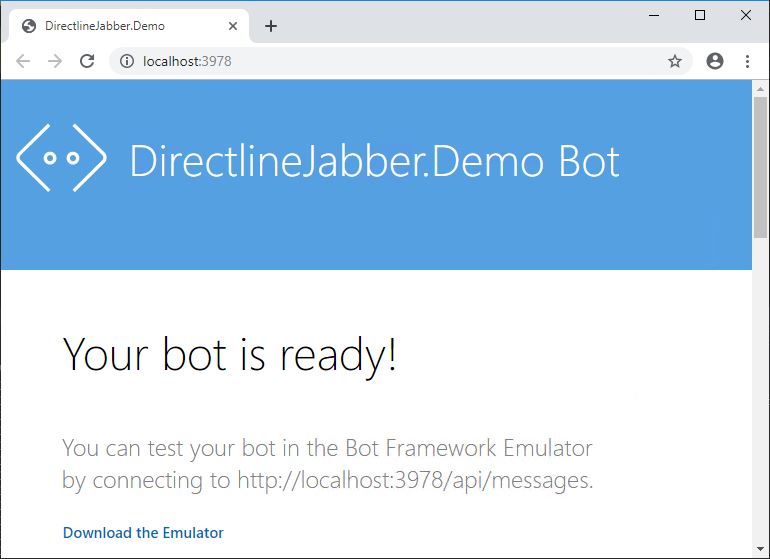 DirectlineJabber.Demo
localhost:3978
DirectlineJabber.Demo Bot
Your bot is ready!
You can test your bot in the Bot Framework Emulator
by connecting to http://localhost:3978/api/messages.
Download the Emulator